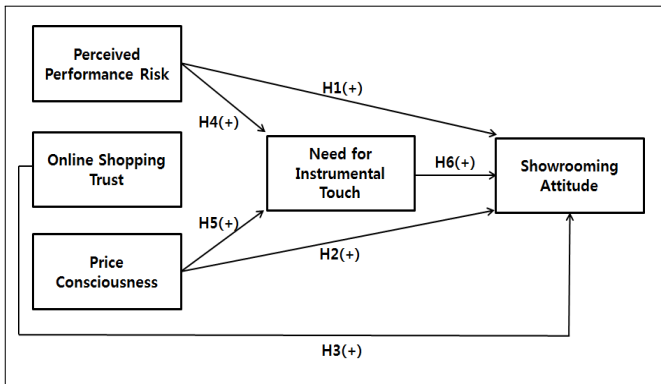 Perceived
Performance Risk
H1(+)
H4(+)
Online Shopping
Trust
Need for
Instrumental
Touch
H6(+)
Showrooming
Attitude
H5(+)
Price
Consciousness
H2(+)
H3(+)